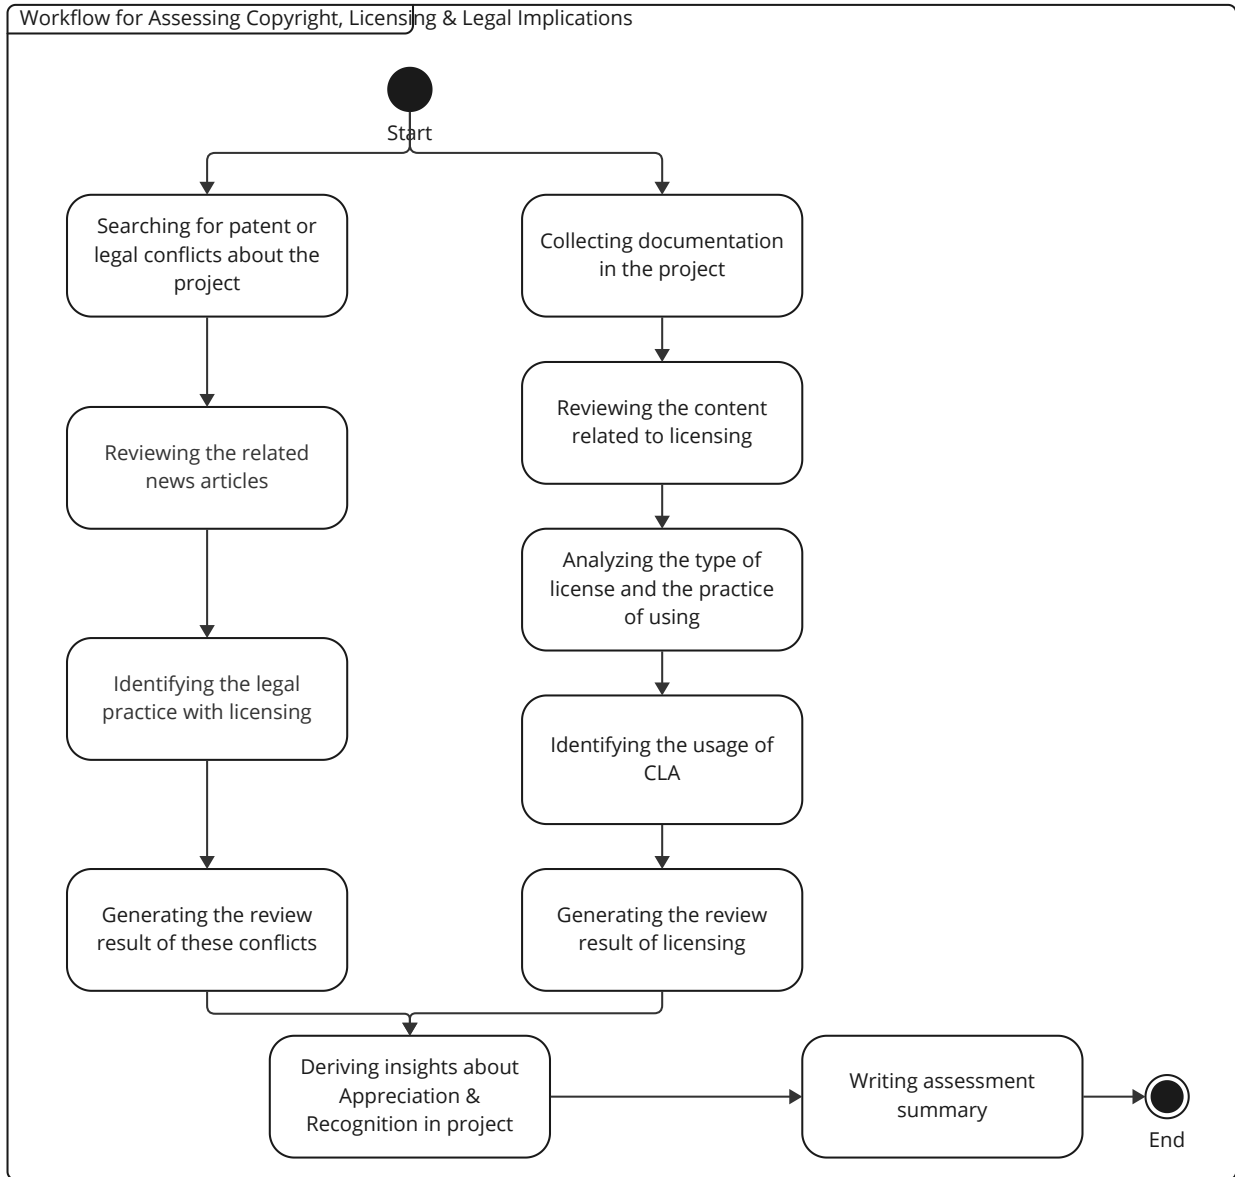 Workflow for Assessing Copyright, Licensing & Legal Implications
Start
Searching for patent or
legal conflicts about the
project
Collecting documentation
in the project
Reviewing the related
news articles
Reviewing the content
related to licensing
Analyzing the type of
license and the practice
of using
Identifying the legal
practice with licensing
Identifying the usage of
CLA
Generating the review
result of these conflicts
Generating the review
result of licensing
Deriving insights about
Appreciation &
Recognition in project
Writing assessment
summary
End